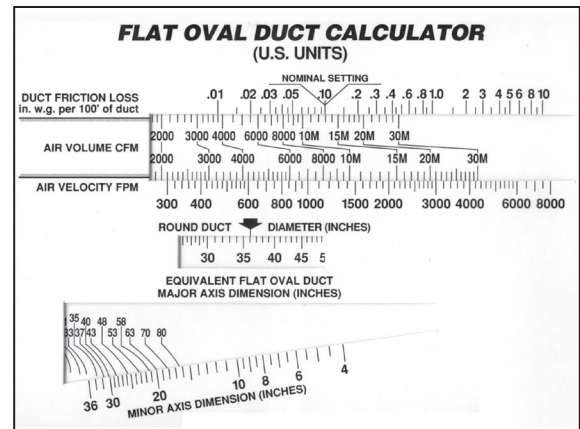 FLAT OVAL DUCT CALCULATOR
(U.S. UNITS)
NOMINAL SETTING
DUCT FRICTION LOSS
in. w.g. per 100' of duct
.01 .02 .03 .05 .10 .2 .3 .4 .6 .8 1.0 2 3 4 5 6 8 10
2000 3000 4000 6000 8000 10M 15M 20M 30M
AIR VOLUME CFM
2000 3000 4000 6000 8000 10M 15M 20M 30M
AIR VELOCITY FPM
300 400 600 800 1000 1500 2000 3000 4000 6000 8000
ROUND DUCT DIAMETER (INCHES)
30 35 40 45 5
EQUIVALENT FLAT OVAL DUCT
MAJOR AXIS DIMENSION (INCHES)
35 40 48 58
33 37 43 53 63 70 80
36 30 20 10 8 6 4
MINOR AXIS DIMENSION (INCHES)